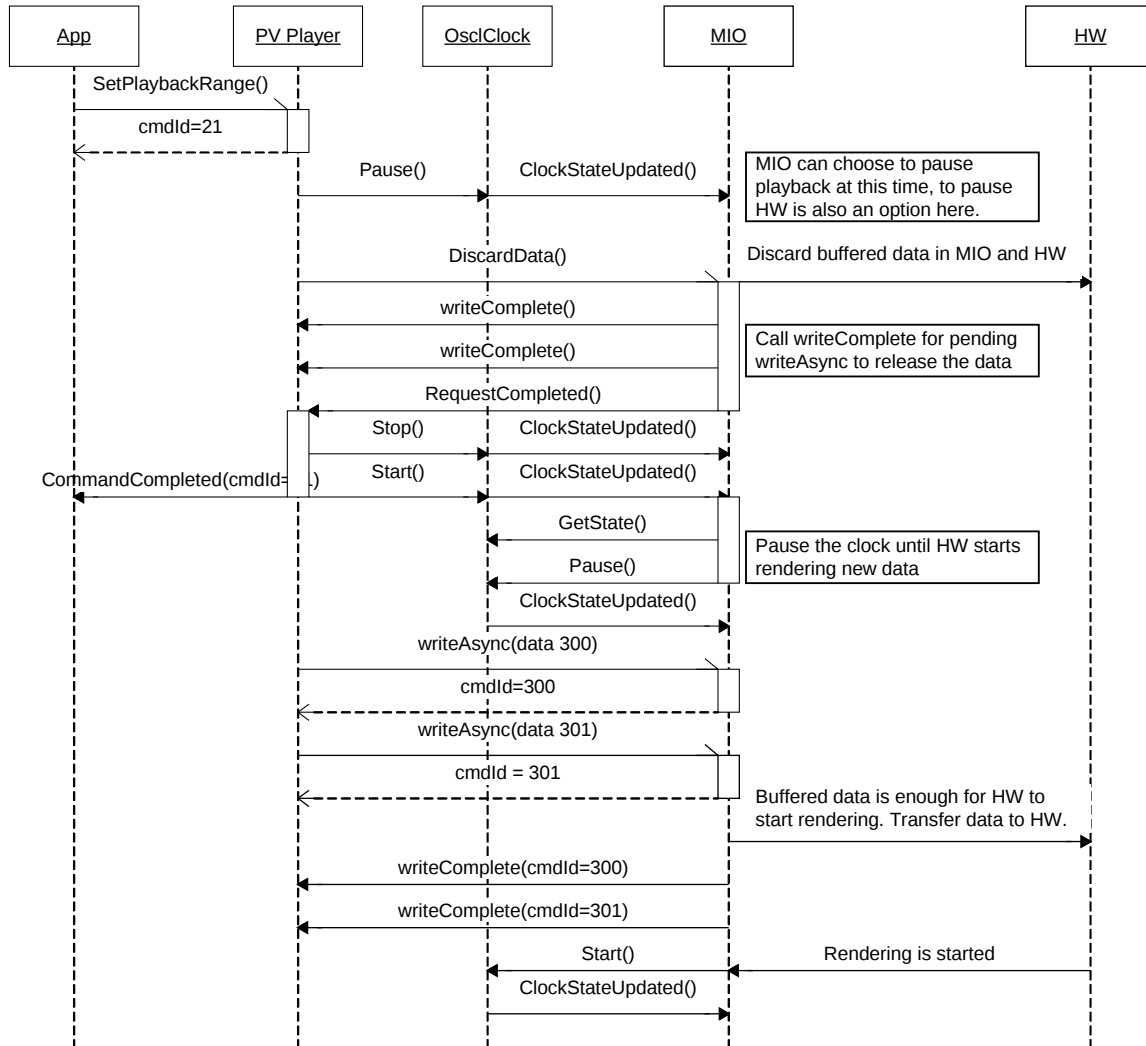 App
PV Player
OsclClock
MIO
HW
SetPlaybackRange()
cmdId=21
Pause()
ClockStateUpdated()
MIO can choose to pause
playback at this time, to pause
HW is also an option here.
DiscardData()
Discard buffered data in MIO and HW
writeComplete()
writeComplete()
Call writeComplete for pending
writeAsync to release the data
RequestCompleted()
Stop()
ClockStateUpdated()
CommandCompleted(cmdId= 1)
Start()
ClockStateUpdated()
GetState()
Pause()
Pause the clock until HW starts
rendering new data
ClockStateUpdated()
writeAsync(data 300)
cmdId=300
writeAsync(data 301)
cmdId = 301
Buffered data is enough for HW to
start rendering. Transfer data to HW.
writeComplete(cmdId=300)
writeComplete(cmdId=301)
Start()
Rendering is started
ClockStateUpdated()